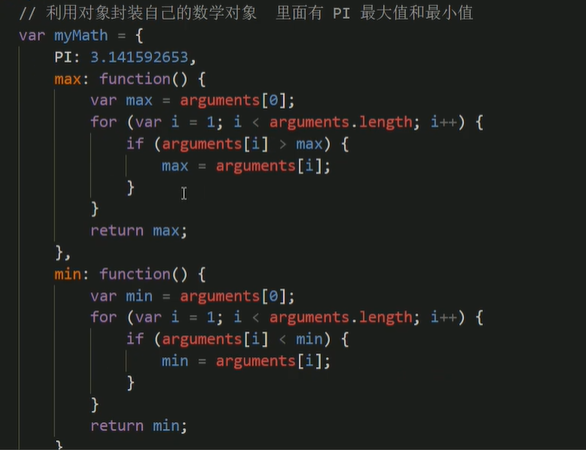 // 利用对象封装自己的数学对象  里面有 PI 最大值和最小值
var myMath = {
    PI: 3.141592653,
    max: function() {
        var max = arguments[0];
        for (var i = 1; i < arguments.length; i++) {
            if (arguments[i] > max) {
                max = arguments[i];
            }
        }
        return max;
    },
    min: function() {
        var min = arguments[0];
        for (var i = 1; i < arguments.length; i++) {
            if (arguments[i] < min) {
                min = arguments[i];
            }
        }
        return min;
    }